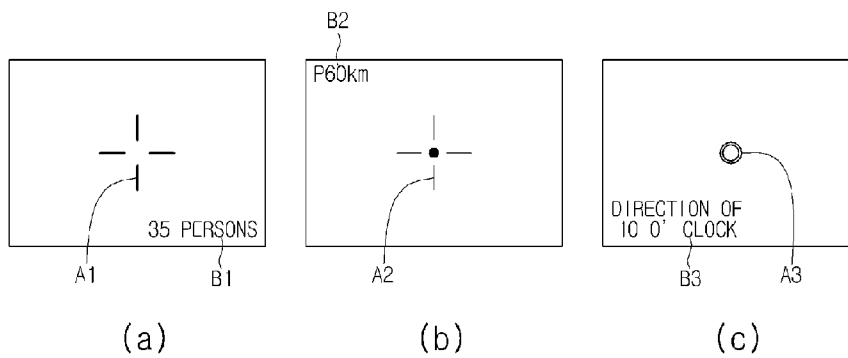 B2
P60km
35 PERSONS
DIRECTION OF
10 O' CLOCK
A1
B1
A2
B3
A3
(a)
(b)
(c)